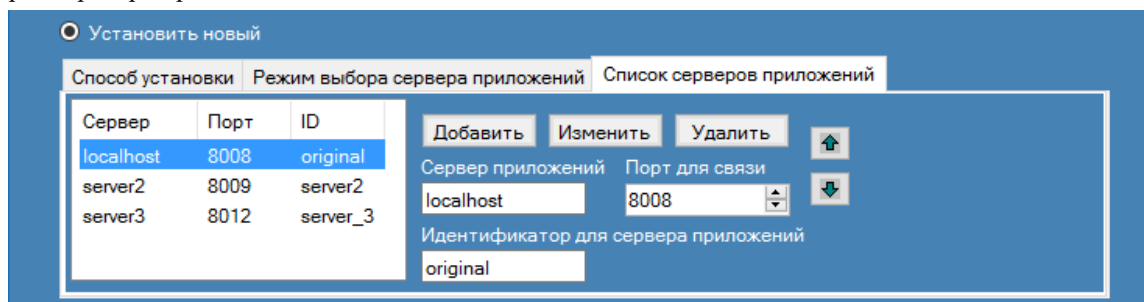 Установить новый
Способ установки Режим выбора сервера приложений Список серверов приложений
Сервер Порт ID
localhost 8008 original
server2 8009 server2
server3 8012 server_3
Добавить Изменить Удалить
Сервер приложений Порт для связи
localhost 8008
Идентификатор для сервера приложений
original